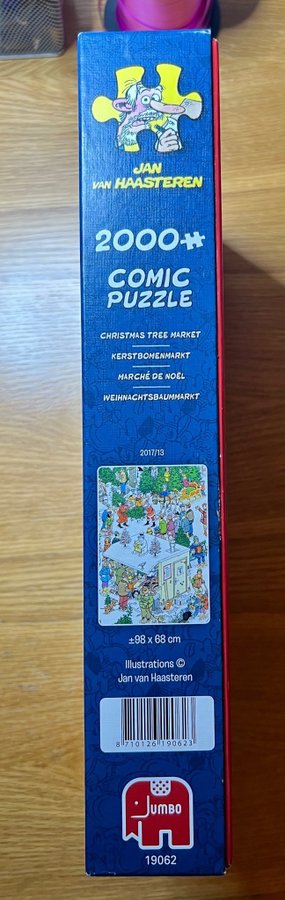 JAN
VAN HAASTEREN
2000
COMIC
PUZZLE
CHRISTMAS TREE MARKET
KERSTBOMENMARKT
MARCHÉ DE NOËL
WEIHNACHTSBAUMMARKT
2017/13
±98 x 68 cm
Illustrations ©
Jan van Haasteren
8 710126 190623
JUMBO
19062